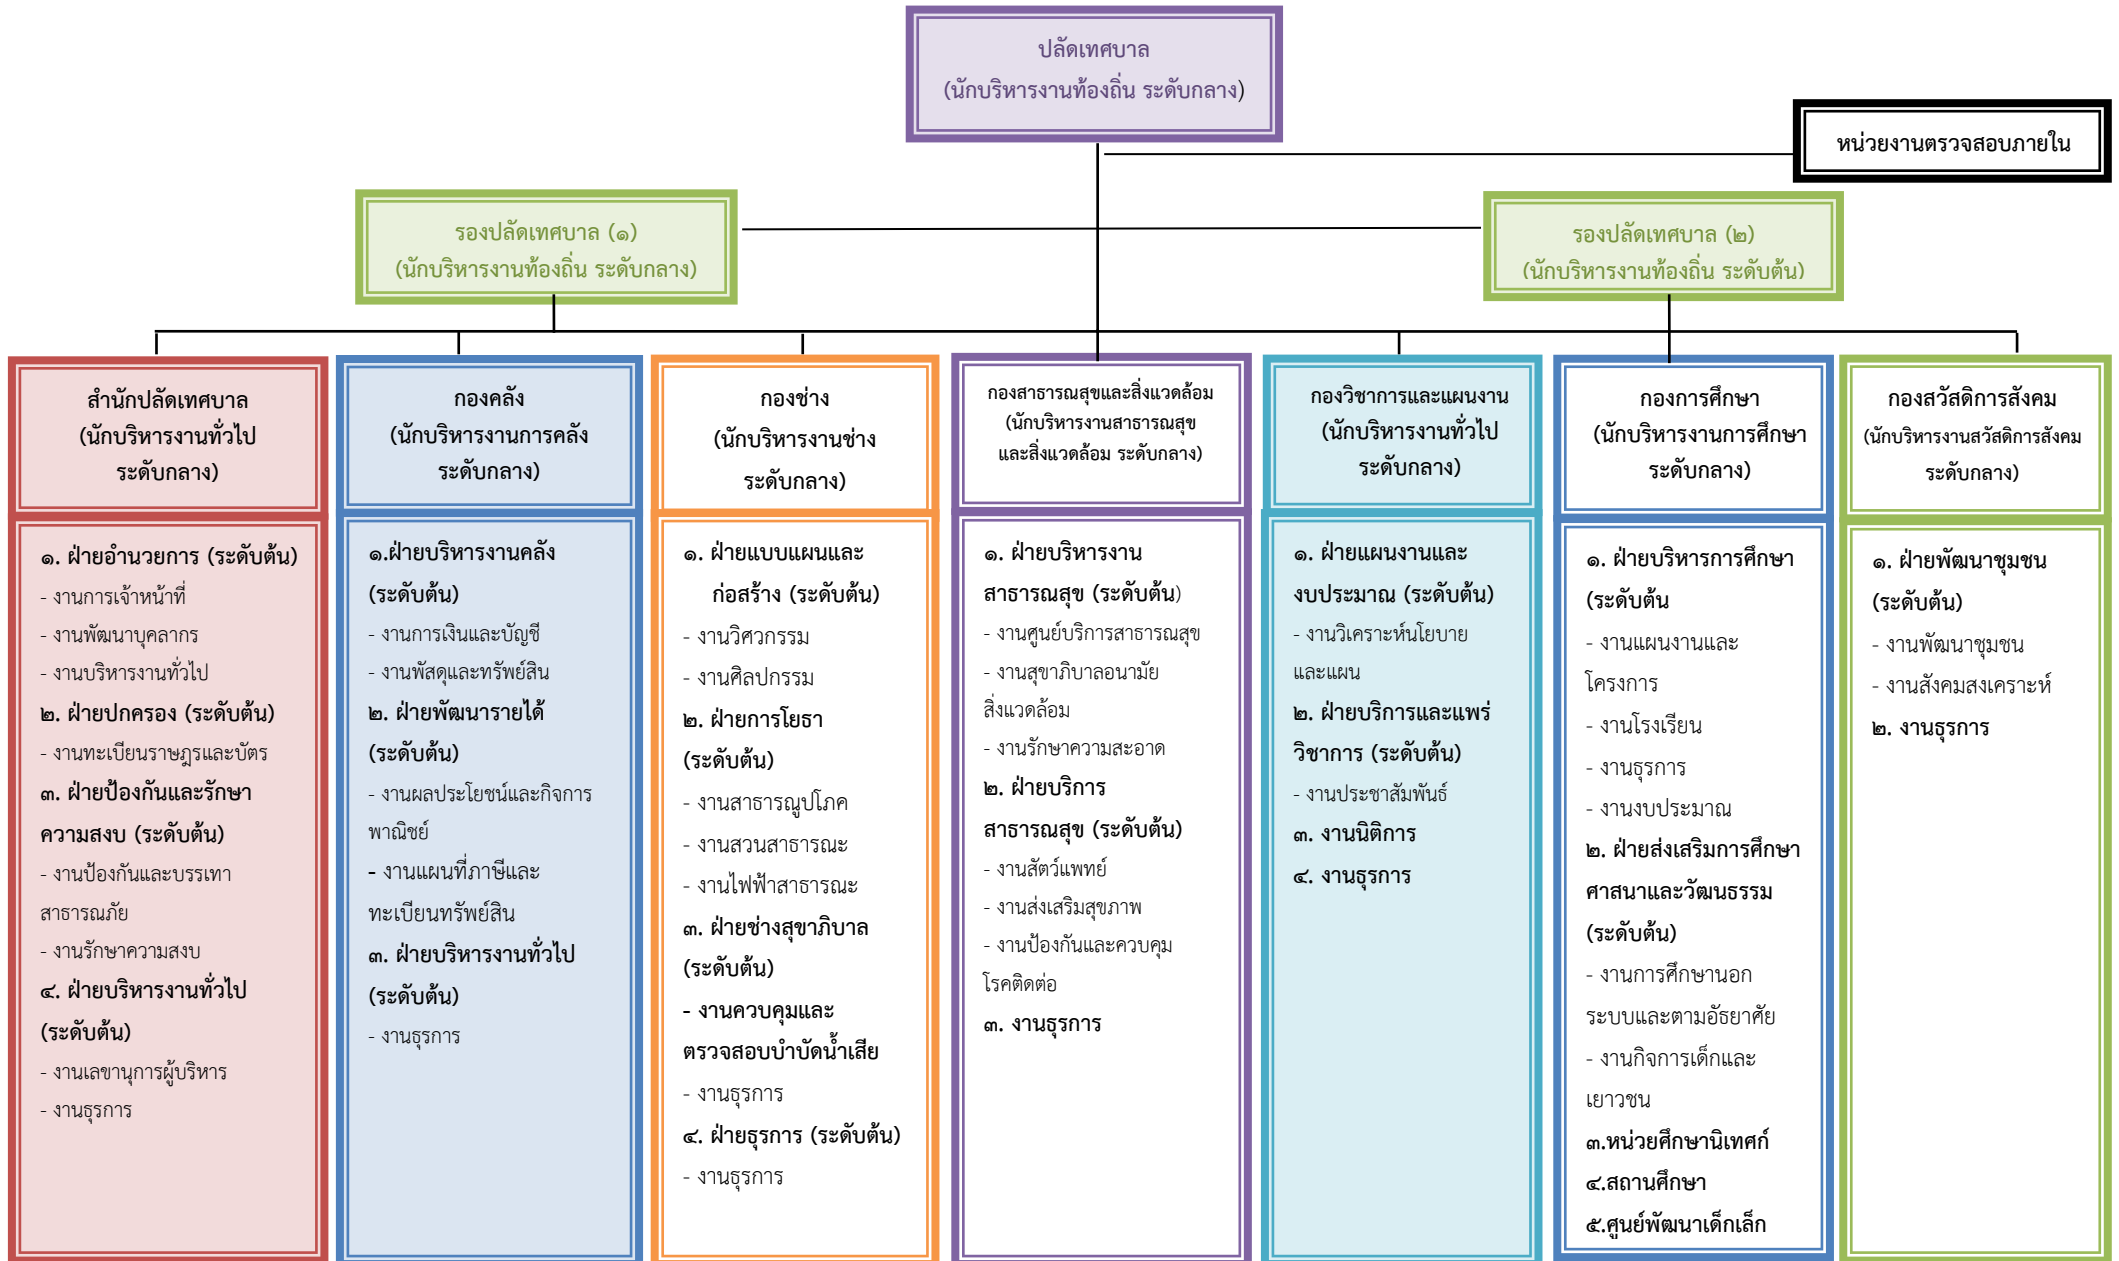 ปลัดเทศบาล
(นักบริหารงานท้องถิ่น ระดับกลาง)
หน่วยงานตรวจสอบภายใน
รองปลัดเทศบาล (๑)
(นักบริหารงานท้องถิ่น ระดับกลาง)
รองปลัดเทศบาล (๒)
(นักบริหารงานท้องถิ่น ระดับต้น)
สำนักปลัดเทศบาล
(นักบริหารงานทั่วไป
ระดับกลาง)
๑. ฝ่ายอำนวยการ (ระดับต้น)
- งานการเจ้าหน้าที่
- งานพัฒนาบุคลากร
- งานบริหารงานทั่วไป
๒. ฝ่ายปกครอง (ระดับต้น)
- งานทะเบียนราษฎรและบัตร
๓. ฝ่ายป้องกันและรักษา
ความสงบ (ระดับต้น)
- งานป้องกันและบรรเทา
สาธารณภัย
- งานรักษาความสงบ
๔. ฝ่ายบริหารงานทั่วไป
(ระดับต้น)
- งานเลขานุการผู้บริหาร
- งานธุรการ
กองคลัง
(นักบริหารงานการคลัง
ระดับกลาง)
๑.ฝ่ายบริหารงานคลัง
(ระดับต้น)
- งานการเงินและบัญชี
- งานพัสดุและทรัพย์สิน
๒. ฝ่ายพัฒนารายได้
(ระดับต้น)
- งานผลประโยชน์และกิจการ
พาณิชย์
- งานแผนที่ภาษีและ
ทะเบียนทรัพย์สิน
๓. ฝ่ายบริหารงานทั่วไป
(ระดับต้น)
- งานธุรการ
กองช่าง
(นักบริหารงานช่าง
ระดับกลาง)
๑. ฝ่ายแบบแผนและ
ก่อสร้าง (ระดับต้น)
- งานวิศวกรรม
- งานศิลปกรรม
๒. ฝ่ายการโยธา
(ระดับต้น)
- งานสาธารณูปโภค
- งานสวนสาธารณะ
- งานไฟฟ้าสาธารณะ
๓. ฝ่ายช่างสุขาภิบาล
(ระดับต้น)
- งานควบคุมและ
ตรวจสอบบำบัดน้ำเสีย
- งานธุรการ
๔. ฝ่ายธุรการ (ระดับต้น)
- งานธุรการ
กองสาธารณสุขและสิ่งแวดล้อม
(นักบริหารงานสาธารณสุข
และสิ่งแวดล้อม ระดับกลาง)
๑. ฝ่ายบริหารงาน
สาธารณสุข (ระดับต้น)
- งานศูนย์บริการสาธารณสุข
- งานสุขาภิบาลอนามัย
สิ่งแวดล้อม
- งานรักษาความสะอาด
๒. ฝ่ายบริการ
สาธารณสุข (ระดับต้น)
- งานสัตว์แพทย์
- งานส่งเสริมสุขภาพ
- งานป้องกันและควบคุม
โรคติดต่อ
๓. งานธุรการ
กองวิชาการและแผนงาน
(นักบริหารงานทั่วไป
ระดับกลาง)
๑. ฝ่ายแผนงานและ
งบประมาณ (ระดับต้น)
- งานวิเคราะห์นโยบาย
และแผน
๒. ฝ่ายบริการและแพร่
วิชาการ (ระดับต้น)
- งานประชาสัมพันธ์
๓. งานนิติการ
๔. งานธุรการ
กองการศึกษา
(นักบริหารงานการศึกษา
ระดับกลาง)
๑. ฝ่ายบริหารการศึกษา
(ระดับต้น
- งานแผนงานและ
โครงการ
- งานโรงเรียน
- งานธุรการ
- งานงบประมาณ
๒. ฝ่ายส่งเสริมการศึกษา
ศาสนาและวัฒนธรรม
(ระดับต้น)
- งานการศึกษานอก
ระบบและตามอัธยาศัย
- งานกิจการเด็กและ
เยาวชน
๓.หน่วยศึกษานิเทศก์
๔.สถานศึกษา
๕.ศูนย์พัฒนาเด็กเล็ก
กองสวัสดิการสังคม
(นักบริหารงานสวัสดิการสังคม
ระดับกลาง)
๑. ฝ่ายพัฒนาชุมชน
(ระดับต้น)
- งานพัฒนาชุมชน
- งานสังคมสงเคราะห์
๒. งานธุรการ